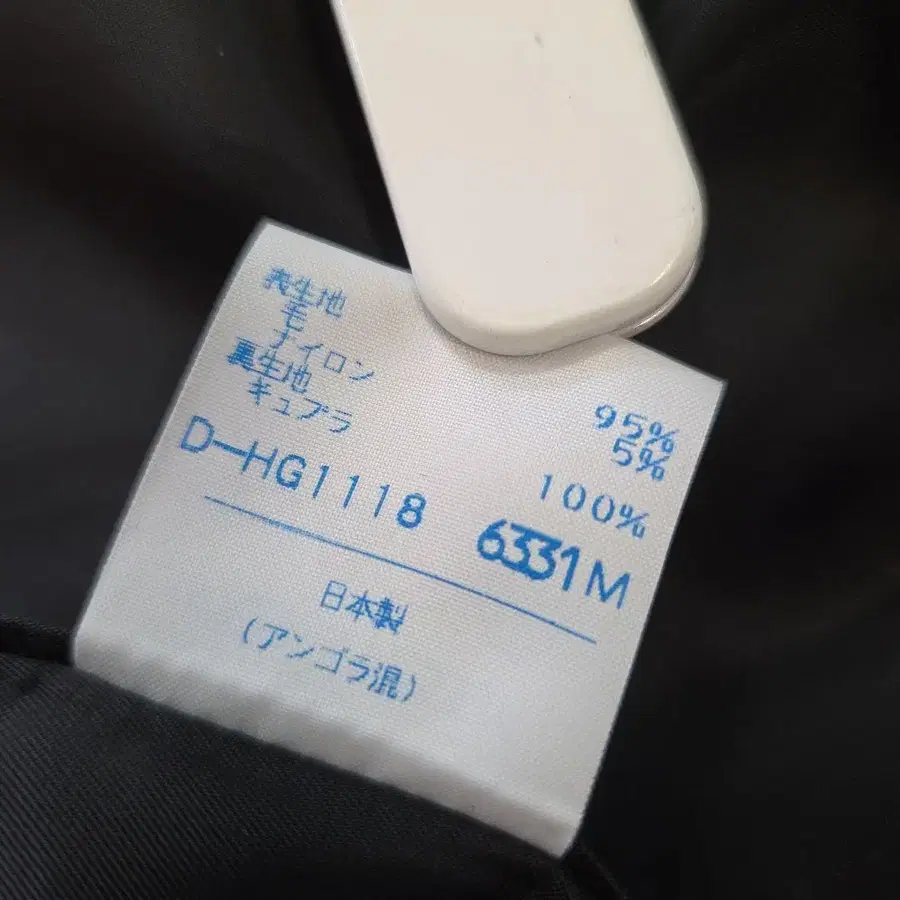 表生地
毛 95%
ナイロン 5%
裏生地
キュプラ 100%
D-HG1118 6331M
日本製
(アンゴラ混)